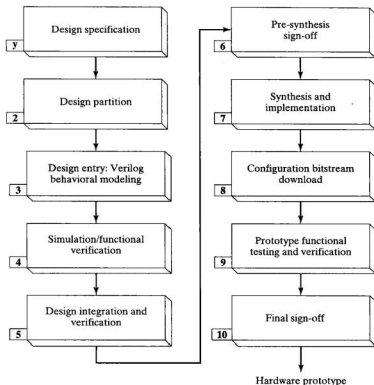 Design specification
y
Design partition
2
Design entry: Verilog
behavioral modeling
3
Simulation/functional
verification
4
Design integration and
verification
5
Pre-synthesis
sign-off
6
Synthesis and
implementation
7
Configuration bitstream
download
8
Prototype functional
testing and verification
9
Final sign-off
10
Hardware prototype